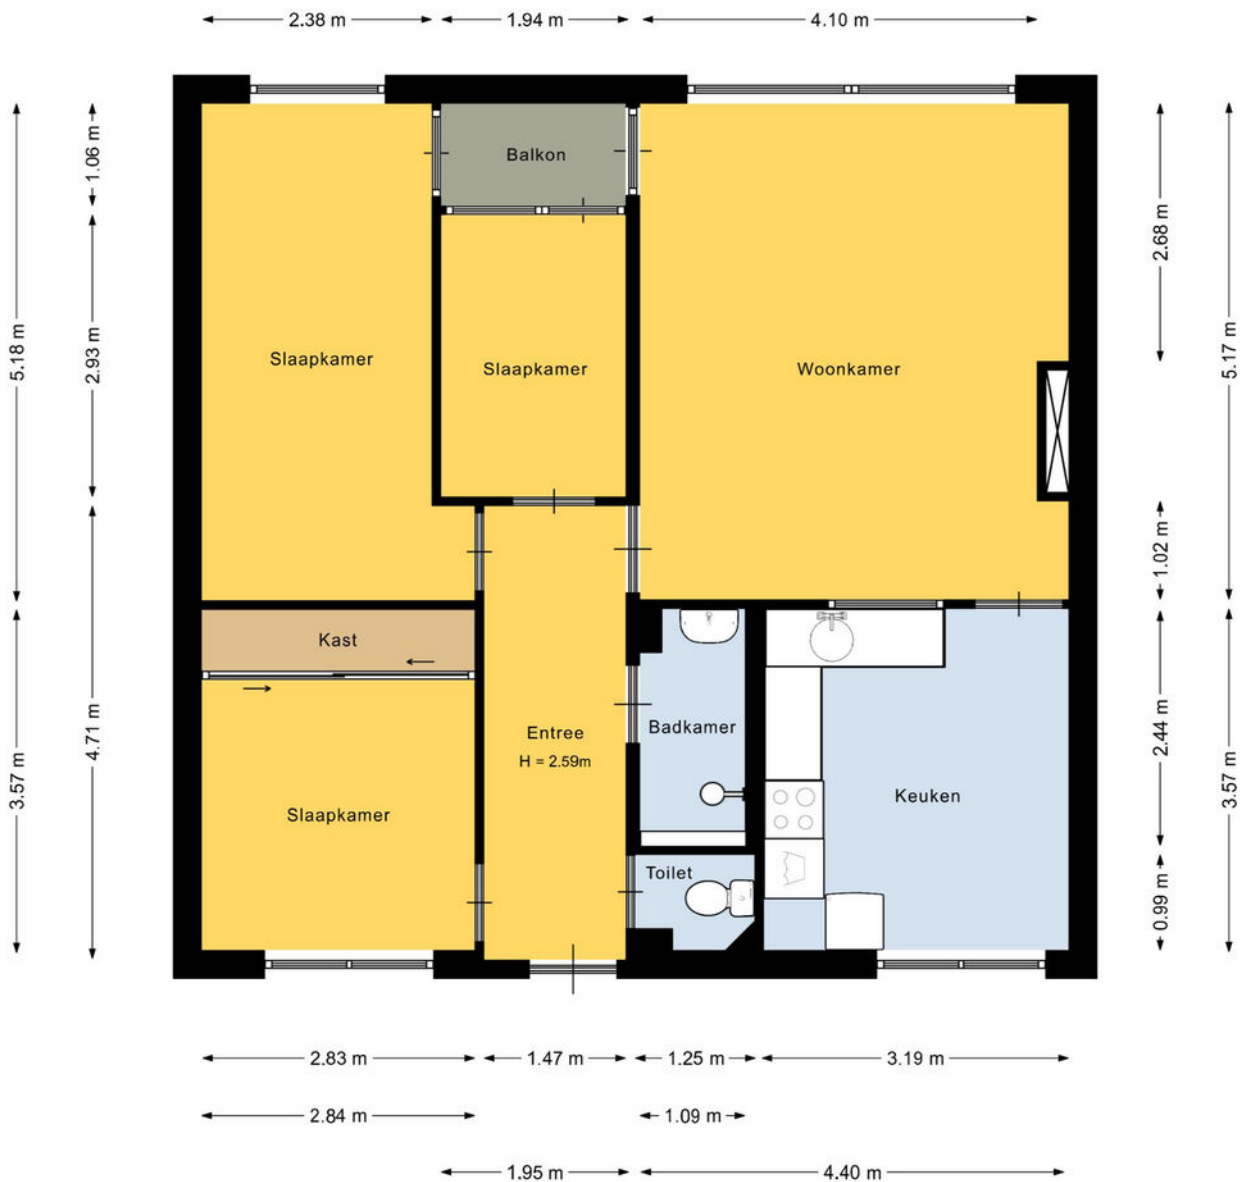 2.38 m
1.94 m
4.10 m
1.06 m
2.93 m
4.71 m
5.18 m
3.57 m
Balkon
Slaapkamer
Slaapkamer
Woonkamer
Kast
Slaapkamer
Entree
H = 2.59m
Badkamer
Toilet
Keuken
2.68 m
1.02 m
2.44 m
0.99 m
5.17 m
3.57 m
2.83 m
1.47 m
1.25 m
3.19 m
2.84 m
1.09 m
1.95 m
4.40 m